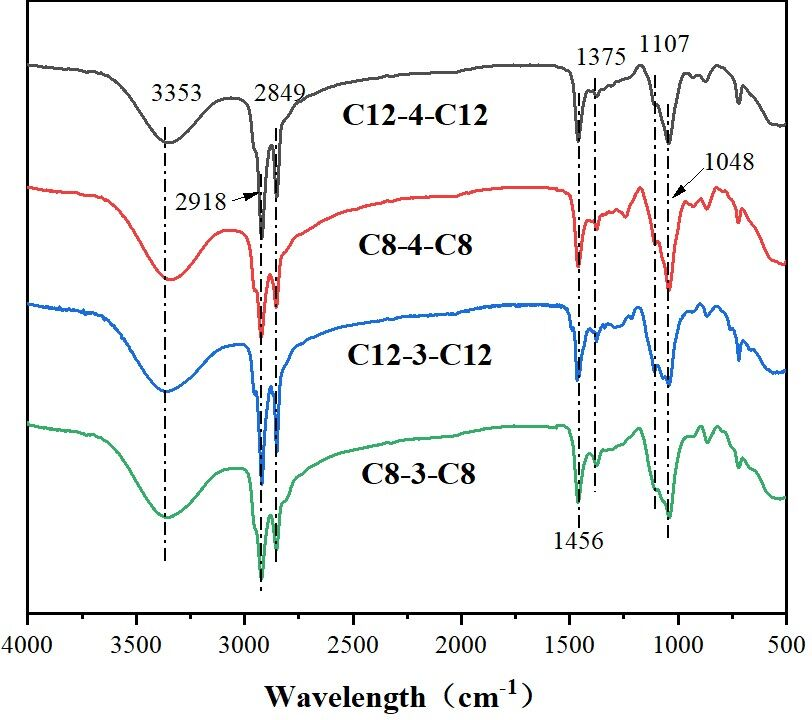 1107
1375
3353
2849
C12-4-C12
1048
2918
C8-4-C8
C12-3-C12
C8-3-C8
1456
4000 3500 3000 2500 2000 1500 1000 500
Wavelength（cm⁻¹）